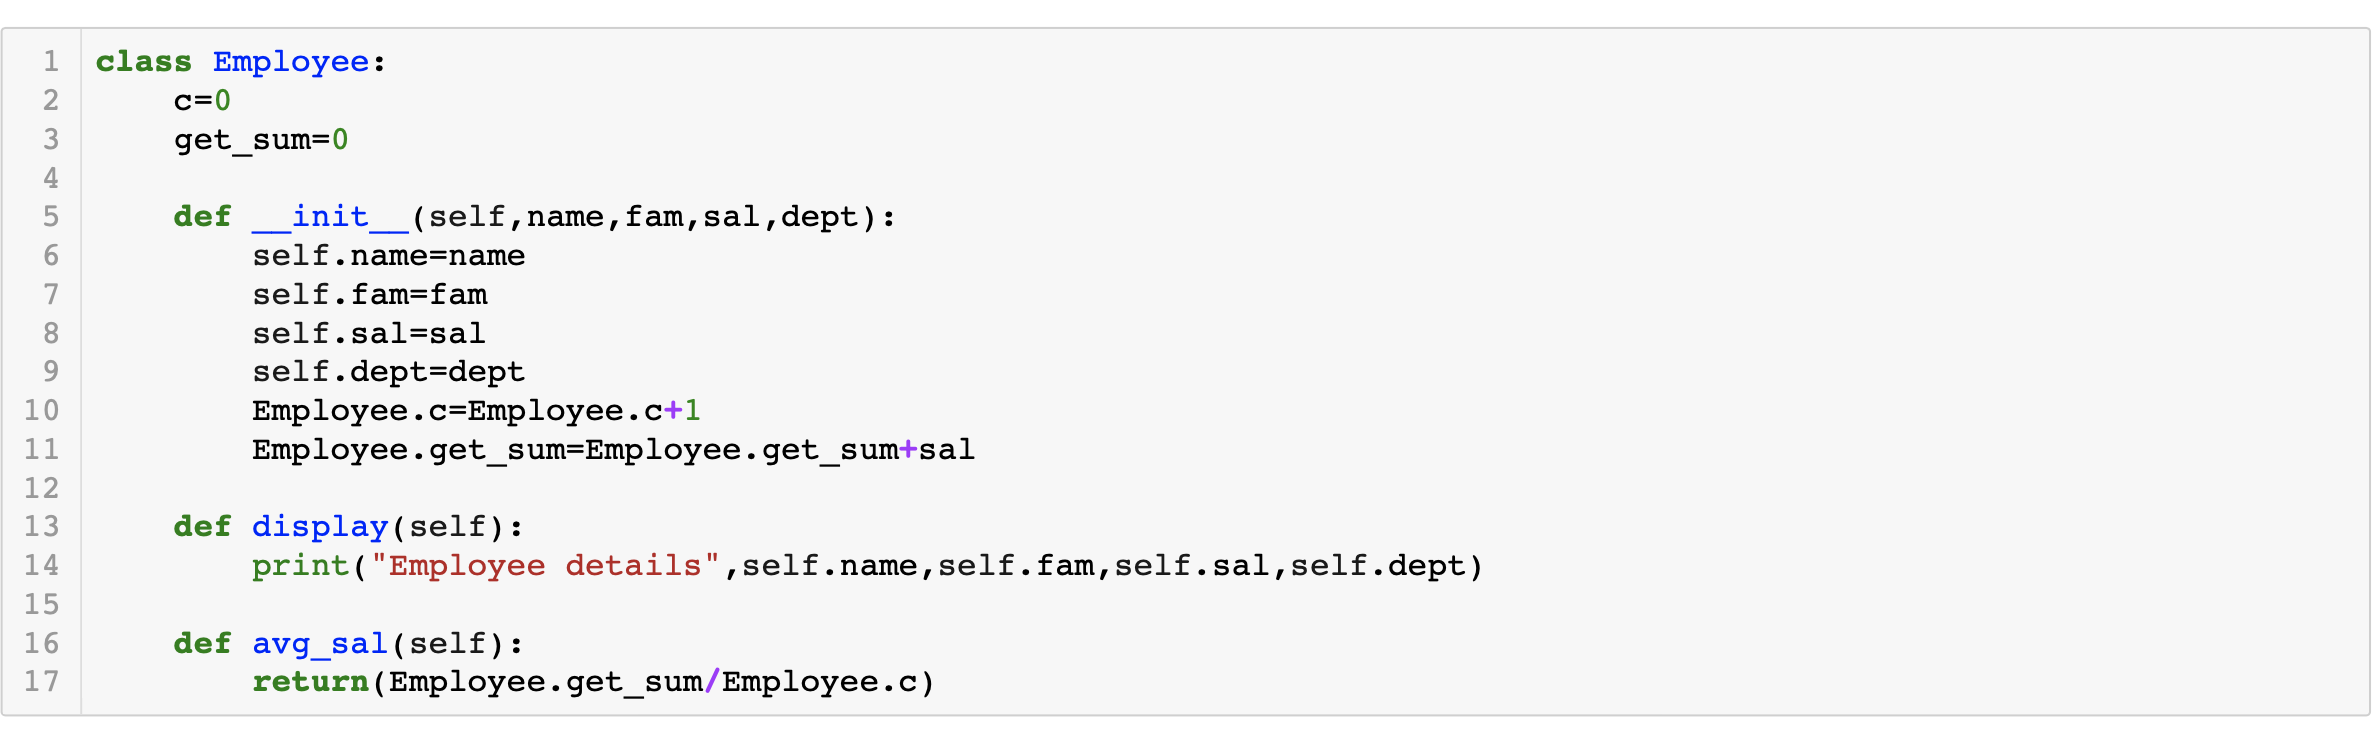 1 class Employee:
2     c=0
3     get_sum=0
4
5     def __init__(self,name,fam,sal,dept):
6         self.name=name
7         self.fam=fam
8         self.sal=sal
9         self.dept=dept
10         Employee.c=Employee.c+1
11         Employee.get_sum=Employee.get_sum+sal
12
13     def display(self):
14         print("Employee details",self.name,self.fam,self.sal,self.dept)
15
16     def avg_sal(self):
17         return(Employee.get_sum/Employee.c)